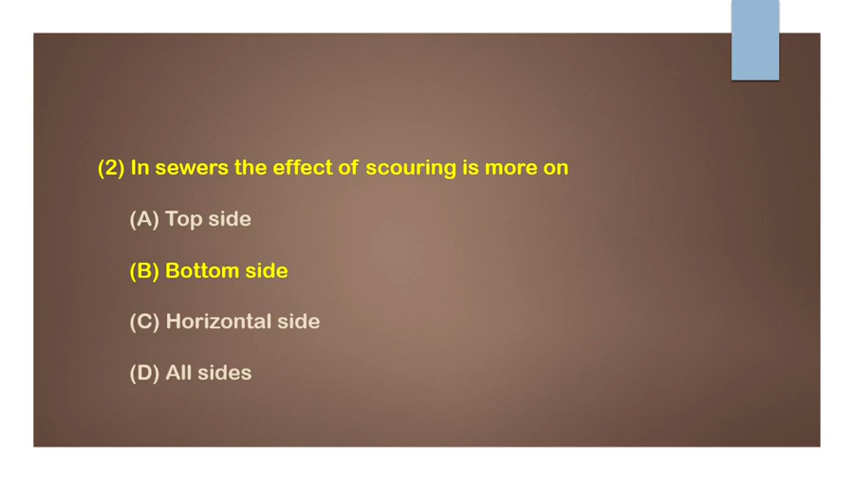 (2) In sewers the effect of scouring is more on
(A) Top side
(B) Bottom side
(C) Horizontal side
(D) All sides